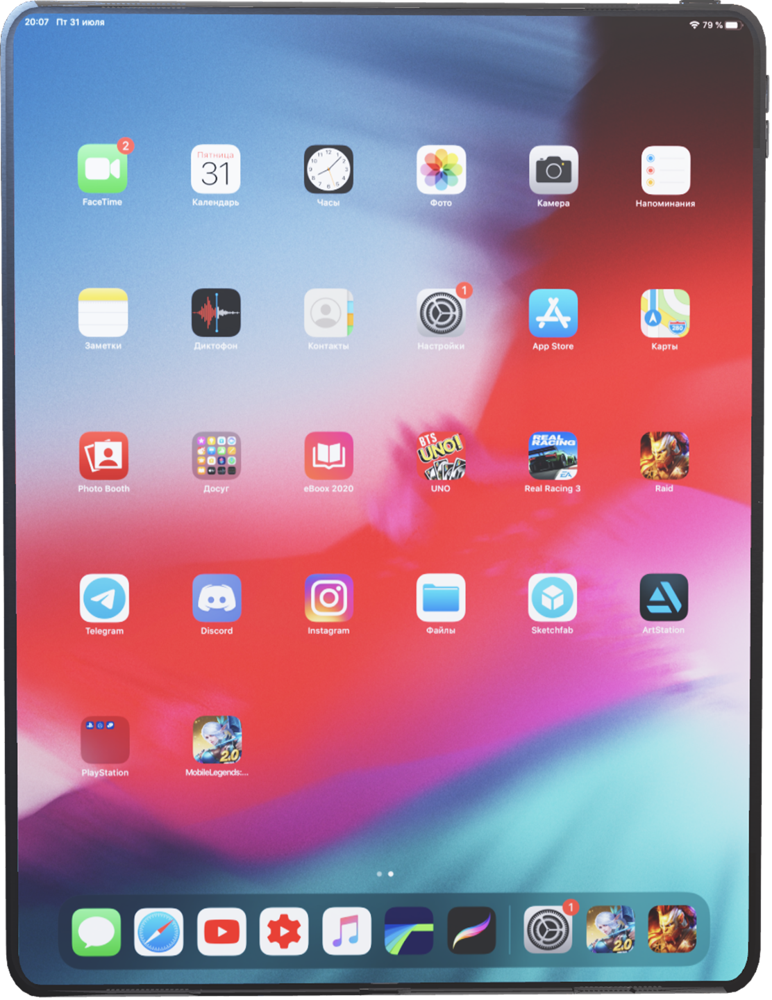 20:07 Пт 31 июля
79 %
2
FaceTime
Пятница
31
Календарь
Часы
Фото
Камера
Напоминания
Заметки
Диктофон
Контакты
1
Настройки
App Store
280
Карты
Photo Booth
Досуг
eBoox 2020
BTS
UNO!
UNO
REAL
RACING
EA
Real Racing 3
Raid
Telegram
Discord
Instagram
Файлы
Sketchfab
ArtStation
PlayStation
2.0
MobileLegends:...
1
2.0